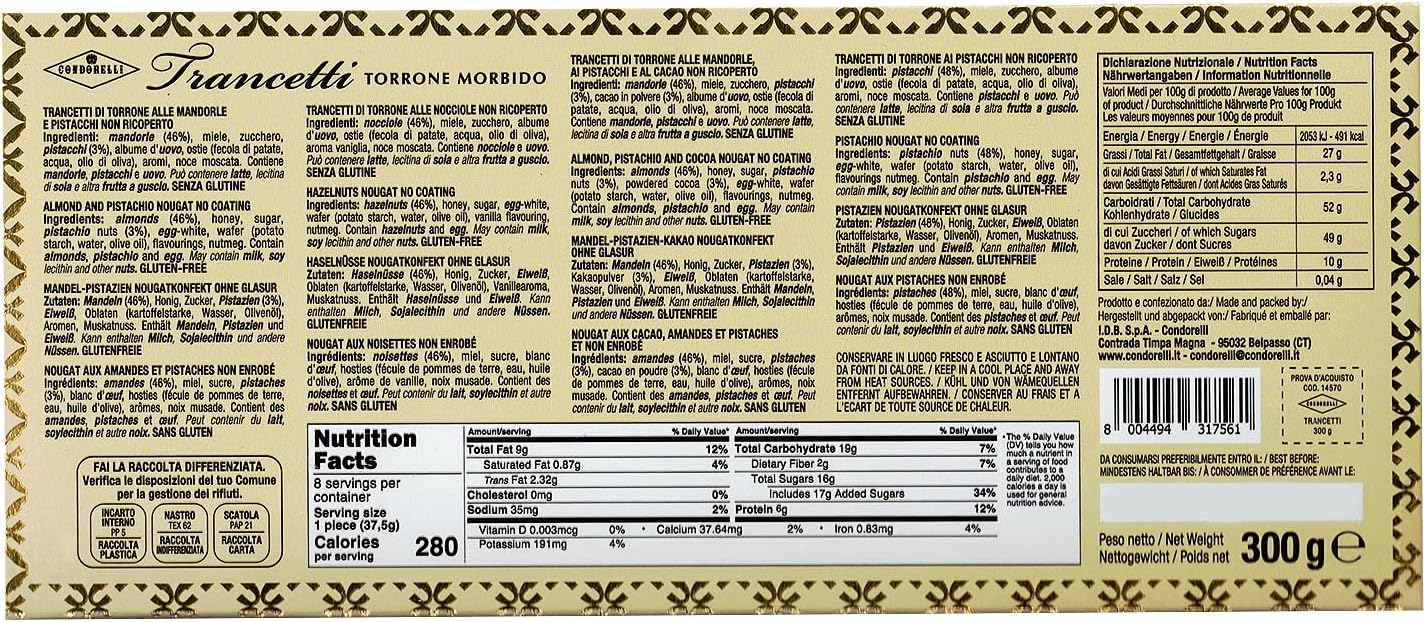 CONDORELLI
Trancetti TORRONE MORBIDO
TRANCETTI DI TORRONE ALLE MANDORLE
E PISTACCHI NON RICOPERTO
Ingredienti: mandorle (46%), miele, zucchero,
pistacchi (3%), albume d'uovo, ostie (fecola di patate,
acqua, olio di oliva), aromi, noce moscata. Contiene
mandorle, pistacchi e uovo. Può contenere latte, lecitina
di soia e altra frutta a guscio. SENZA GLUTINE
ALMOND AND PISTACHIO NOUGAT NO COATING
Ingredients: almonds (46%), honey, sugar,
pistachio nuts (3%), egg-white, wafer (potato
starch, water, olive oil), flavourings, nutmeg. Contain
almonds, pistachio and egg. May contain milk, soy
lecithin and other nuts. GLUTEN-FREE
MANDEL-PISTAZIEN NOUGATKONFEKT OHNE GLASUR
Zutaten: Mandeln (46%), Honig, Zucker, Pistazien (3%),
Eiweiß, Oblaten (kartoffelstarke, Wasser, Olivenöl),
Aromen, Muskatnuss. Enthält Mandeln, Pistazien und
Eiweiß. Kann enthalten Milch, Sojalecithin und andere
Nüssen. GLUTENFREIE
NOUGAT AUX AMANDES ET PISTACHES NON ENROBÉ
Ingrédients: amandes (46%), miel, sucre, pistaches
(3%), blanc d'œuf, hosties (fécule de pommes de terre,
eau, huile d'olive), arômes, noix musade. Contient des
amandes, pistaches et œuf. Peut contenir du lait,
soylecithin et autre noix. SANS GLUTEN
FAI LA RACCOLTA DIFFERENZIATA.
Verifica le disposizioni del tuo Comune
per la gestione dei rifiuti.
INCARTO INTERNO PP 5 RACCOLTA PLASTICA
NASTRO TEX 62 RACCOLTA INDIFFERENZIATA
SCATOLA PAP 21 RACCOLTA CARTA
TRANCETTI DI TORRONE ALLE NOCCIOLE NON RICOPERTO
Ingredienti: nocciole (46%), miele, zucchero, albume
d'uovo, ostie (fecola di patate, acqua, olio di oliva),
aroma vaniglia, noce moscata. Contiene nocciole e uovo.
Può contenere latte, lecitina di soia e altra frutta a guscio.
SENZA GLUTINE
HAZELNUTS NOUGAT NO COATING
Ingredients: hazelnuts (46%), honey, sugar, egg-white,
wafer (potato starch, water, olive oil), vanilla flavouring,
nutmeg. Contain hazelnuts and egg. May contain milk,
soy lecithin and other nuts. GLUTEN-FREE
HASELNÜSSE NOUGATKONFEKT OHNE GLASUR
Zutaten: Haselnüsse (46%), Honig, Zucker, Eiweiß,
Oblaten (kartoffelstarke, Wasser, Olivenöl), Vanillearoma,
Muskatnuss. Enthält Haselnüsse und Eiweiß. Kann
enthalten Milch, Sojalecithin und andere Nüssen.
GLUTENFREIE
NOUGAT AUX NOISETTES NON ENROBÉ
Ingrédients: noisettes (46%), miel, sucre, blanc
d'œuf, hosties (fécule de pommes de terre, eau, huile
d'olive), arôme de vanille, noix musade. Contient des
noisettes et œuf. Peut contenir du lait, soylecithin et autre
noix. SANS GLUTEN
TRANCETTI DI TORRONE ALLE MANDORLE,
AI PISTACCHI E AL CACAO NON RICOPERTO
Ingredienti: mandorle (46%), miele, zucchero, pistacchi
(3%), cacao in polvere (3%), albume d'uovo, ostie (fecola di
patate, acqua, olio di oliva), aromi, noce moscata.
Contiene mandorle, pistacchi e uovo. Può contenere latte,
lecitina di soia e altra frutta a guscio. SENZA GLUTINE
ALMOND, PISTACHIO AND COCOA NOUGAT NO COATING
Ingredients: almonds (46%), honey, sugar, pistachio
nuts (3%), powdered cocoa (3%), egg-white, wafer
(potato starch, water, olive oil), flavourings, nutmeg.
Contain almonds, pistachio and egg. May contain
milk, soy lecithin and other nuts. GLUTEN-FREE
MANDEL-PISTAZIEN-KAKAO NOUGATKONFEKT
OHNE GLASUR
Zutaten: Mandeln (46%), Honig, Zucker, Pistazien (3%),
Kakaopulver (3%), Eiweiß, Oblaten (kartoffelstarke,
Wasser, Olivenöl), Aromen, Muskatnuss. Enthält Mandeln,
Pistazien und Eiweiß. Kann enthalten Milch, Sojalecithin
und andere Nüssen. GLUTENFREIE
NOUGAT AUX CACAO, AMANDES ET PISTACHES
ET NON ENROBÉ
Ingrédients: amandes (46%), miel, sucre, pistaches
(3%), cacao en poudre (3%), blanc d'œuf, hosties (fécule
de pommes de terre, eau, huile d'olive), arômes, noix
musade. Contient des amandes, pistaches et œuf. Peut
contenir du lait, soylecithin et autre noix. SANS GLUTEN
TRANCETTI DI TORRONE AI PISTACCHI NON RICOPERTO
Ingredienti: pistacchi (48%), miele, zucchero, albume
d'uovo, ostie (fecola di patate, acqua, olio di oliva),
aromi, noce moscata. Contiene pistacchi e uovo. Può
contenere latte, lecitina di soia e altra frutta a guscio.
SENZA GLUTINE
PISTACHIO NOUGAT NO COATING
Ingredients: pistachio nuts (48%), honey, sugar,
egg-white, wafer (potato starch, water, olive oil),
flavourings nutmeg. Contain pistachio and egg. May
contain milk, soy lecithin and other nuts. GLUTEN-FREE
PISTAZIEN NOUGATKONFEKT OHNE GLASUR
Zutaten: Pistazien (48%), Honig, Zucker, Eiweiß, Oblaten
(kartoffelstarke, Wasser, Olivenöl), Aromen, Muskatnuss.
Enthält Pistazien und Eiweiß. Kann enthalten Milch,
Sojalecithin und andere Nüssen. GLUTENFREIE
NOUGAT AUX PISTACHES NON ENROBÉ
Ingrédients: pistaches (48%), miel, sucre, blanc d'œuf,
hosties (fécule de pommes de terre, eau, huile d'olive),
arômes, noix musade. Contient des pistaches et œuf. Peut
contenir du lait, soylecithin et autre noix. SANS GLUTEN
CONSERVARE IN LUOGO FRESCO E ASCIUTTO E LONTANO
DA FONTI DI CALORE. / KEEP IN A COOL PLACE AND AWAY
FROM HEAT SOURCES. / KÜHL UND VON WÄMEQUELLEN
ENTFERNT AUFBEWAHREN. / CONSERVER AU FRAIS ET A
L'ECART DE TOUTE SOURCE DE CHALEUR.
Nutrition
Facts
8 servings per
container
Serving size
1 piece (37,5g)
Calories
per serving 280
Amount/serving % Daily Value* Amount/serving % Daily Value*
Total Fat 9g 12% Total Carbohydrate 19g 7%
Saturated Fat 0.87g 4% Dietary Fiber 2g 7%
Trans Fat 2.32g Total Sugars 16g
Cholesterol 0mg 0% Includes 17g Added Sugars 34%
Sodium 35mg 2% Protein 6g 12%
Vitamin D 0.003mcg 0% • Calcium 37.64mg 2% • Iron 0.83mg 4%
Potassium 191mg 4%
*The % Daily Value
(DV) tells you how
much a nutrient in
a serving of food
contributes to a
daily diet. 2,000
calories a day is
used for general
nutrition advice.
Dichiarazione Nutrizionale / Nutrition Facts
Nährwertangaben / Information Nutritionnelle
Valori Medi per 100g di prodotto / Average Values for 100g
of product / Durchschnittliche Nährwerte Pro 100g Produkt
Les valeurs moyennes pour 100g de produit
Energia / Energy / Energie / Énergie 2053 kJ - 491 kcal
Grassi / Total Fat / Gesamtfettgehalt / Graisse 27 g
di cui Acidi Grassi Saturi / of which Saturates Fat
davon Gesättigte Fettsäuren / dont Acides Gras Saturés 2,3 g
Carboidrati / Total Carbohydrate
Kohlenhydrate / Glucides 52 g
di cui Zuccheri / of which Sugars
davon Zucker / dont Sucres 49 g
Proteine / Protein / Eiweiß / Protéines 10 g
Sale / Salt / Salz / Sel 0,04 g
Prodotto e confezionato da:/ Made and packed by:/
Hergestellt und abgepackt von:/ Fabriqué et emballé par:
I.D.B. S.p.A. - Condorelli
Contrada Timpa Magna - 95032 Belpasso (CT)
www.condorelli.it - condorelli@condorelli.it
8 004494 317561
PROVA D'ACQUISTO
COD. 14570
CONDORELLI
TRANCETTI
300 g
DA CONSUMARSI PREFERIBILMENTE ENTRO IL: / BEST BEFORE:
MINDESTENS HALTBAR BIS: / À CONSOMMER DE PRÉFÉRENCE AVANT LE:
Peso netto / Net Weight
Nettogewicht / Poids net 300 g e